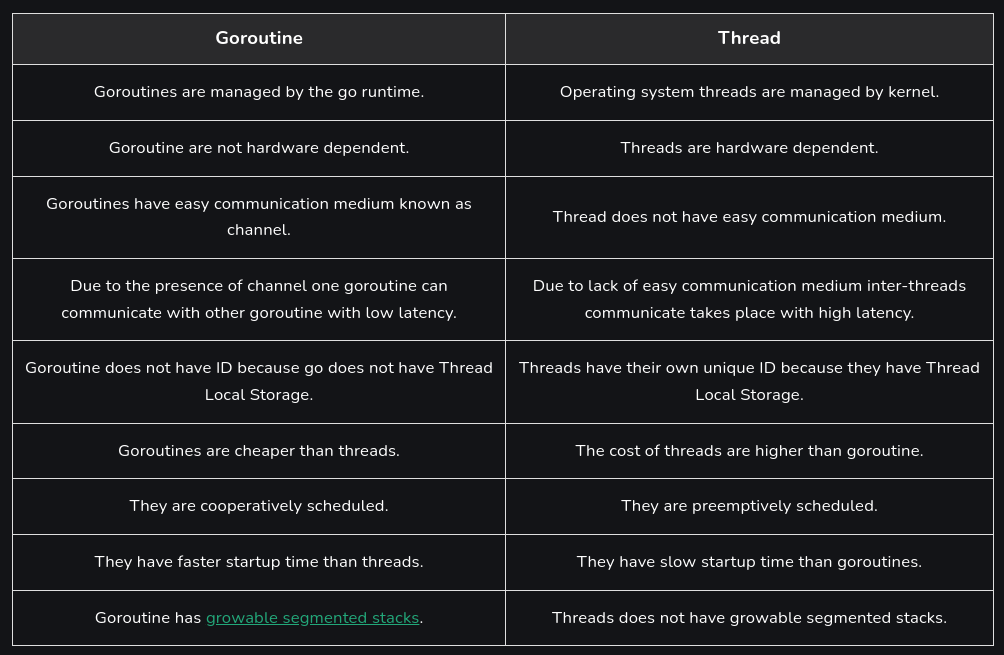 Goroutine
Thread
Goroutines are managed by the go runtime.
Operating system threads are managed by kernel.
Goroutine are not hardware dependent.
Threads are hardware dependent.
Goroutines have easy communication medium known as
channel.
Thread does not have easy communication medium.
Due to the presence of channel one goroutine can
communicate with other goroutine with low latency.
Due to lack of easy communication medium inter-threads
communicate takes place with high latency.
Goroutine does not have ID because go does not have Thread
Local Storage.
Threads have their own unique ID because they have Thread
Local Storage.
Goroutines are cheaper than threads.
The cost of threads are higher than goroutine.
They are cooperatively scheduled.
They are preemptively scheduled.
They have faster startup time than threads.
They have slow startup time than goroutines.
Goroutine has growable segmented stacks.
Threads does not have growable segmented stacks.